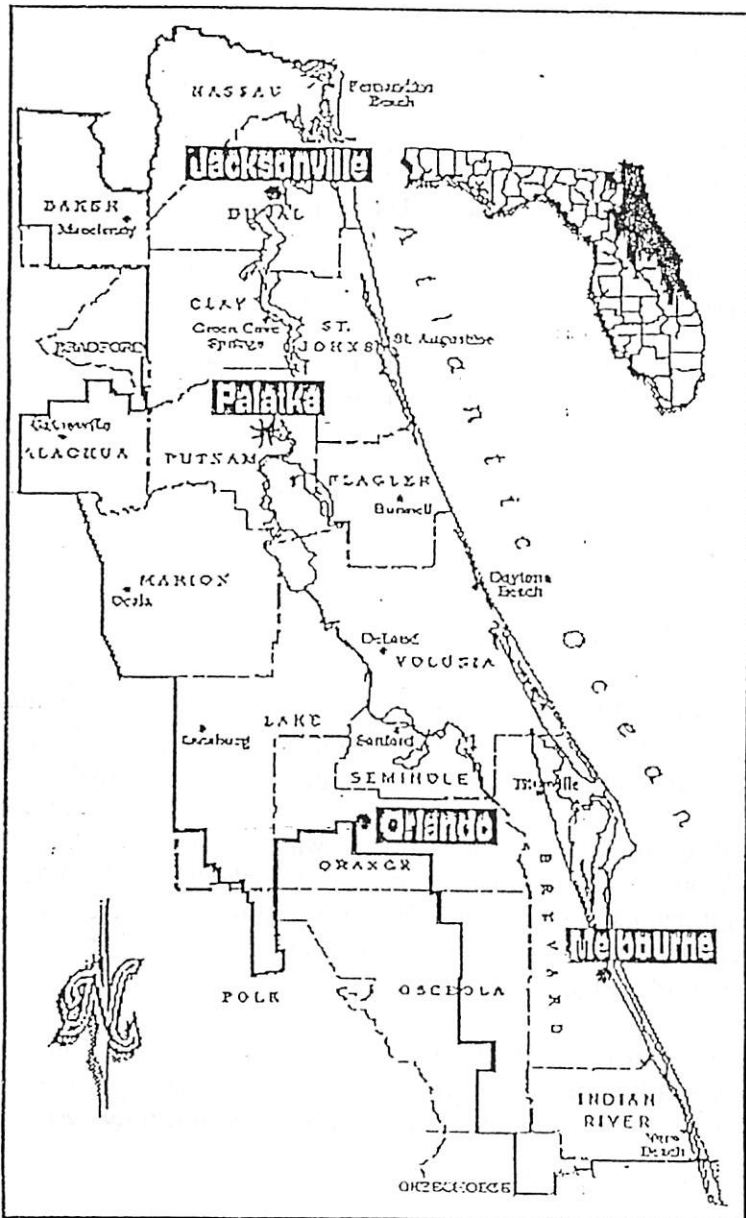 NASSAU
Fernandina
Beach
Jacksonville
BAKER
Macclenny
DUVAL
Atlantic Ocean
CLAY
Green Cove
Springs
ST.
JOHNS
St. Augustine
BRADFORD
Palatka
Gainesville
ALACHUA
PUTNAM
FLAGLER
Bunnell
MARION
Ocala
Daytona
Beach
DeLand
VOLUSIA
LAKE
Leesburg
Sanford
SEMINOLE
Titusville
Orlando
ORANGE
BREVARD
Melbourne
POLK
OSCEOLA
N
INDIAN
RIVER
Vero
Beach
OKEECHOBEE